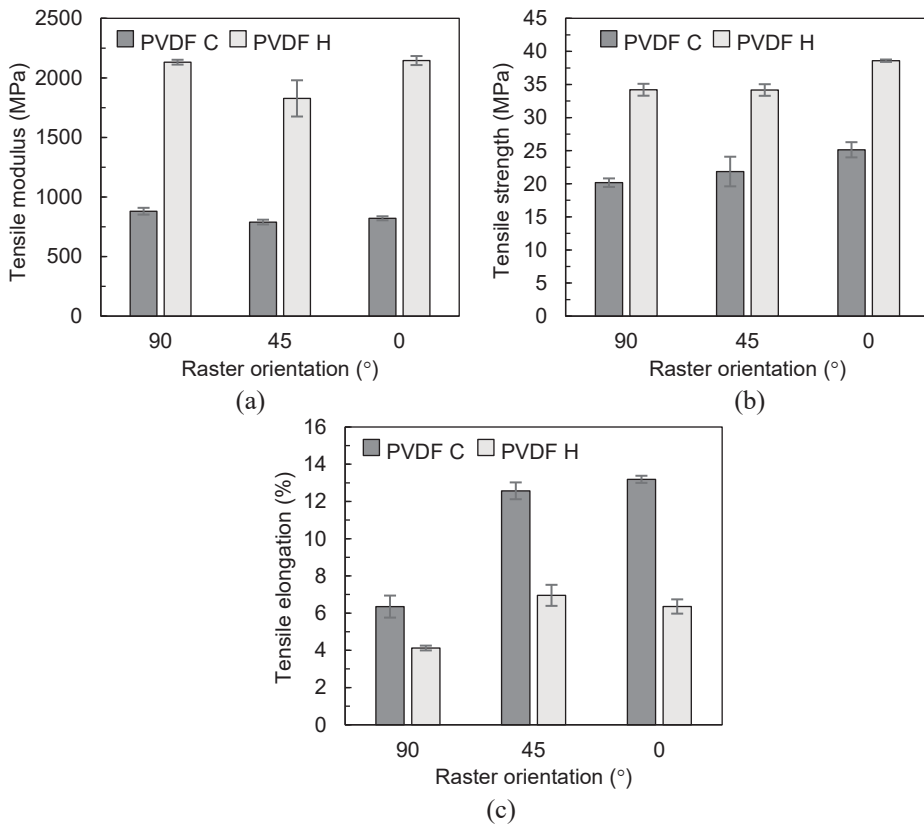 2500
2000
1500
1000
500
0
Tensile modulus (MPa)
PVDF C PVDF H
90 45 0
Raster orientation (°)
(a)
45
40
35
30
25
20
15
10
5
0
Tensile strength (MPa)
PVDF C PVDF H
90 45 0
Raster orientation (°)
(b)
16
14
12
10
8
6
4
2
0
Tensile elongation (%)
PVDF C PVDF H
90 45 0
Raster orientation (°)
(c)